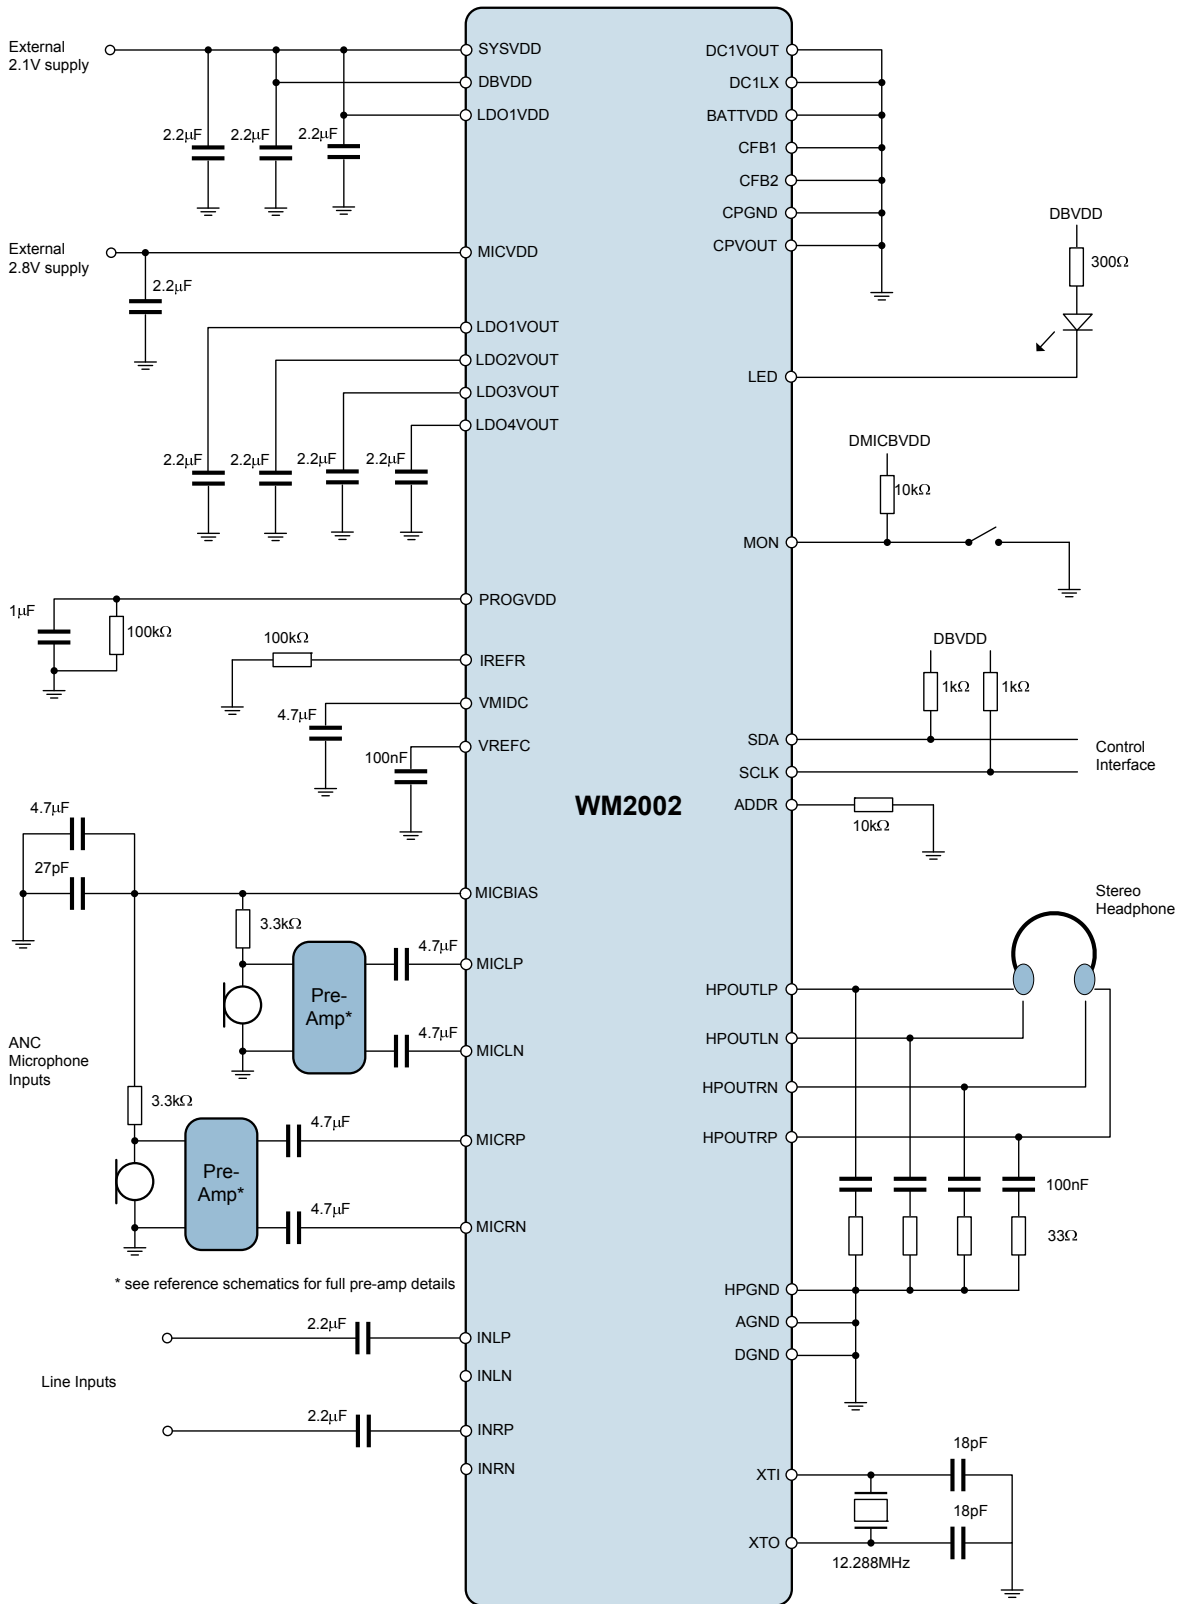 External
2.1V supply
SYSVDD
DBVDD
LDO1VDD
2.2µF
2.2µF
2.2µF
External
2.8V supply
MICVDD
2.2µF
LDO1VOUT
LDO2VOUT
LDO3VOUT
LDO4VOUT
2.2µF
2.2µF
2.2µF
2.2µF
PROGVDD
1µF
100kΩ
100kΩ
IREFR
VMIDC
4.7µF
VREFC
100nF
4.7µF
27pF
MICBIAS
3.3kΩ
4.7µF
MICLP
Pre-
Amp*
4.7µF
MICLN
ANC
Microphone
Inputs
3.3kΩ
4.7µF
MICRP
Pre-
Amp*
4.7µF
MICRN
* see reference schematics for full pre-amp details
2.2µF
INLP
INLN
Line Inputs
2.2µF
INRP
INRN
WM2002
DC1VOUT
DC1LX
BATTVDD
CFB1
CFB2
CPGND
CPVOUT
DBVDD
300Ω
LED
DMICBVDD
10kΩ
MON
DBVDD
1kΩ
1kΩ
SDA
SCLK
Control
Interface
ADDR
10kΩ
Stereo
Headphone
HPOUTLP
HPOUTLN
HPOUTRN
HPOUTRP
100nF
33Ω
HPGND
AGND
DGND
18pF
XTI
18pF
XTO
12.288MHz